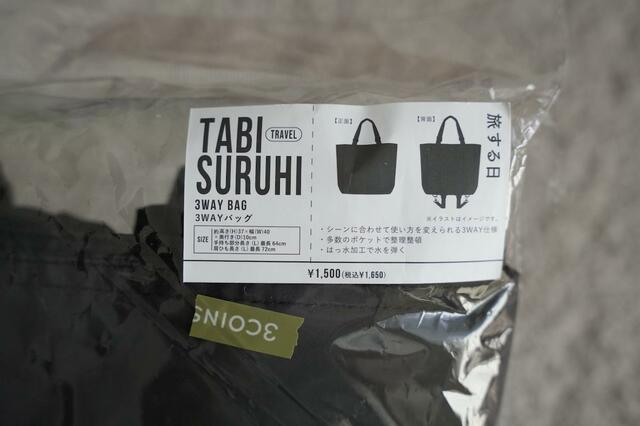 TABI
SURUHI
TRAVEL
3WAY BAG
3WAYバッグ
SIZE
約高さ(H)37×幅(W)40
×奥行き(D)10cm
手持ち部分長さ(L)最長64cm
肩ひも長さ(L)最長72cm
【正面】
【背面】
旅する日
※イラストはイメージです。
・シーンに合わせて使い方を変えられる3WAY仕様
・多数のポケットで整理整頓
・はっ水加工で水を弾く
¥1,500(税込¥1,650)
3COINS